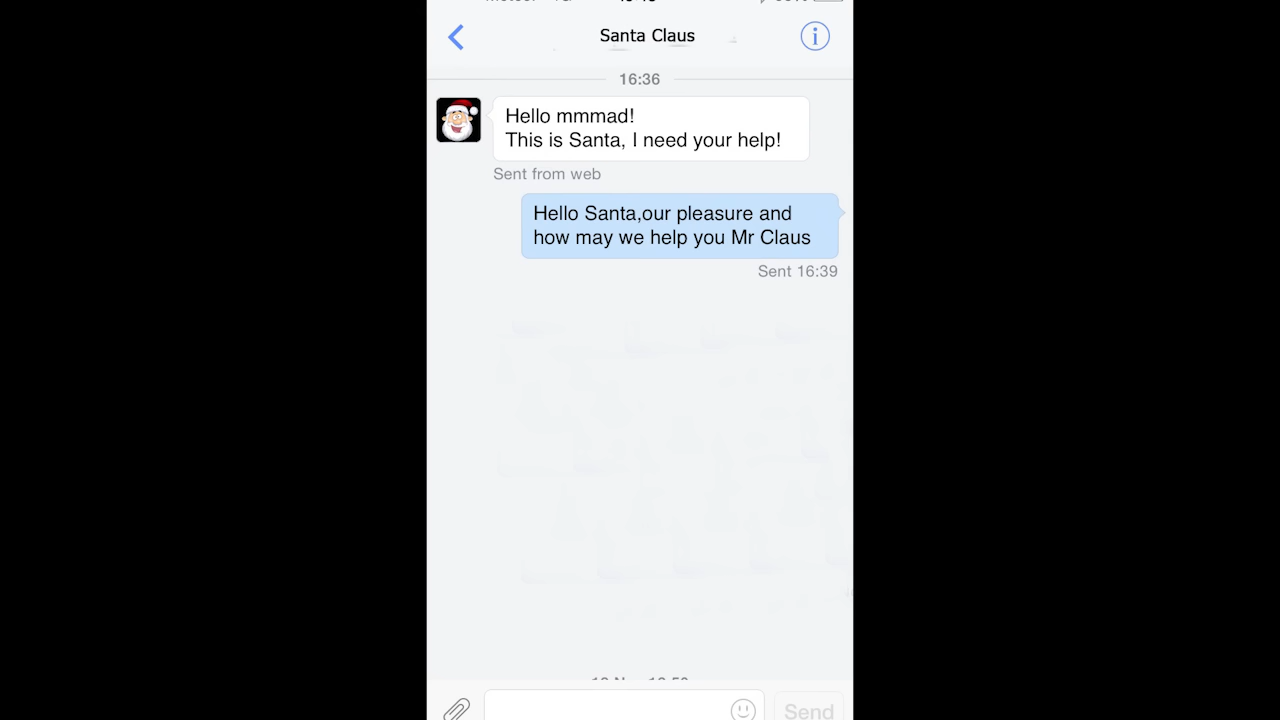 Santa Claus
16:36
Hello mmmad!
This is Santa, I need your help!
Sent from web
Hello Santa,our pleasure and
how may we help you Mr Claus
Sent 16:39
Send